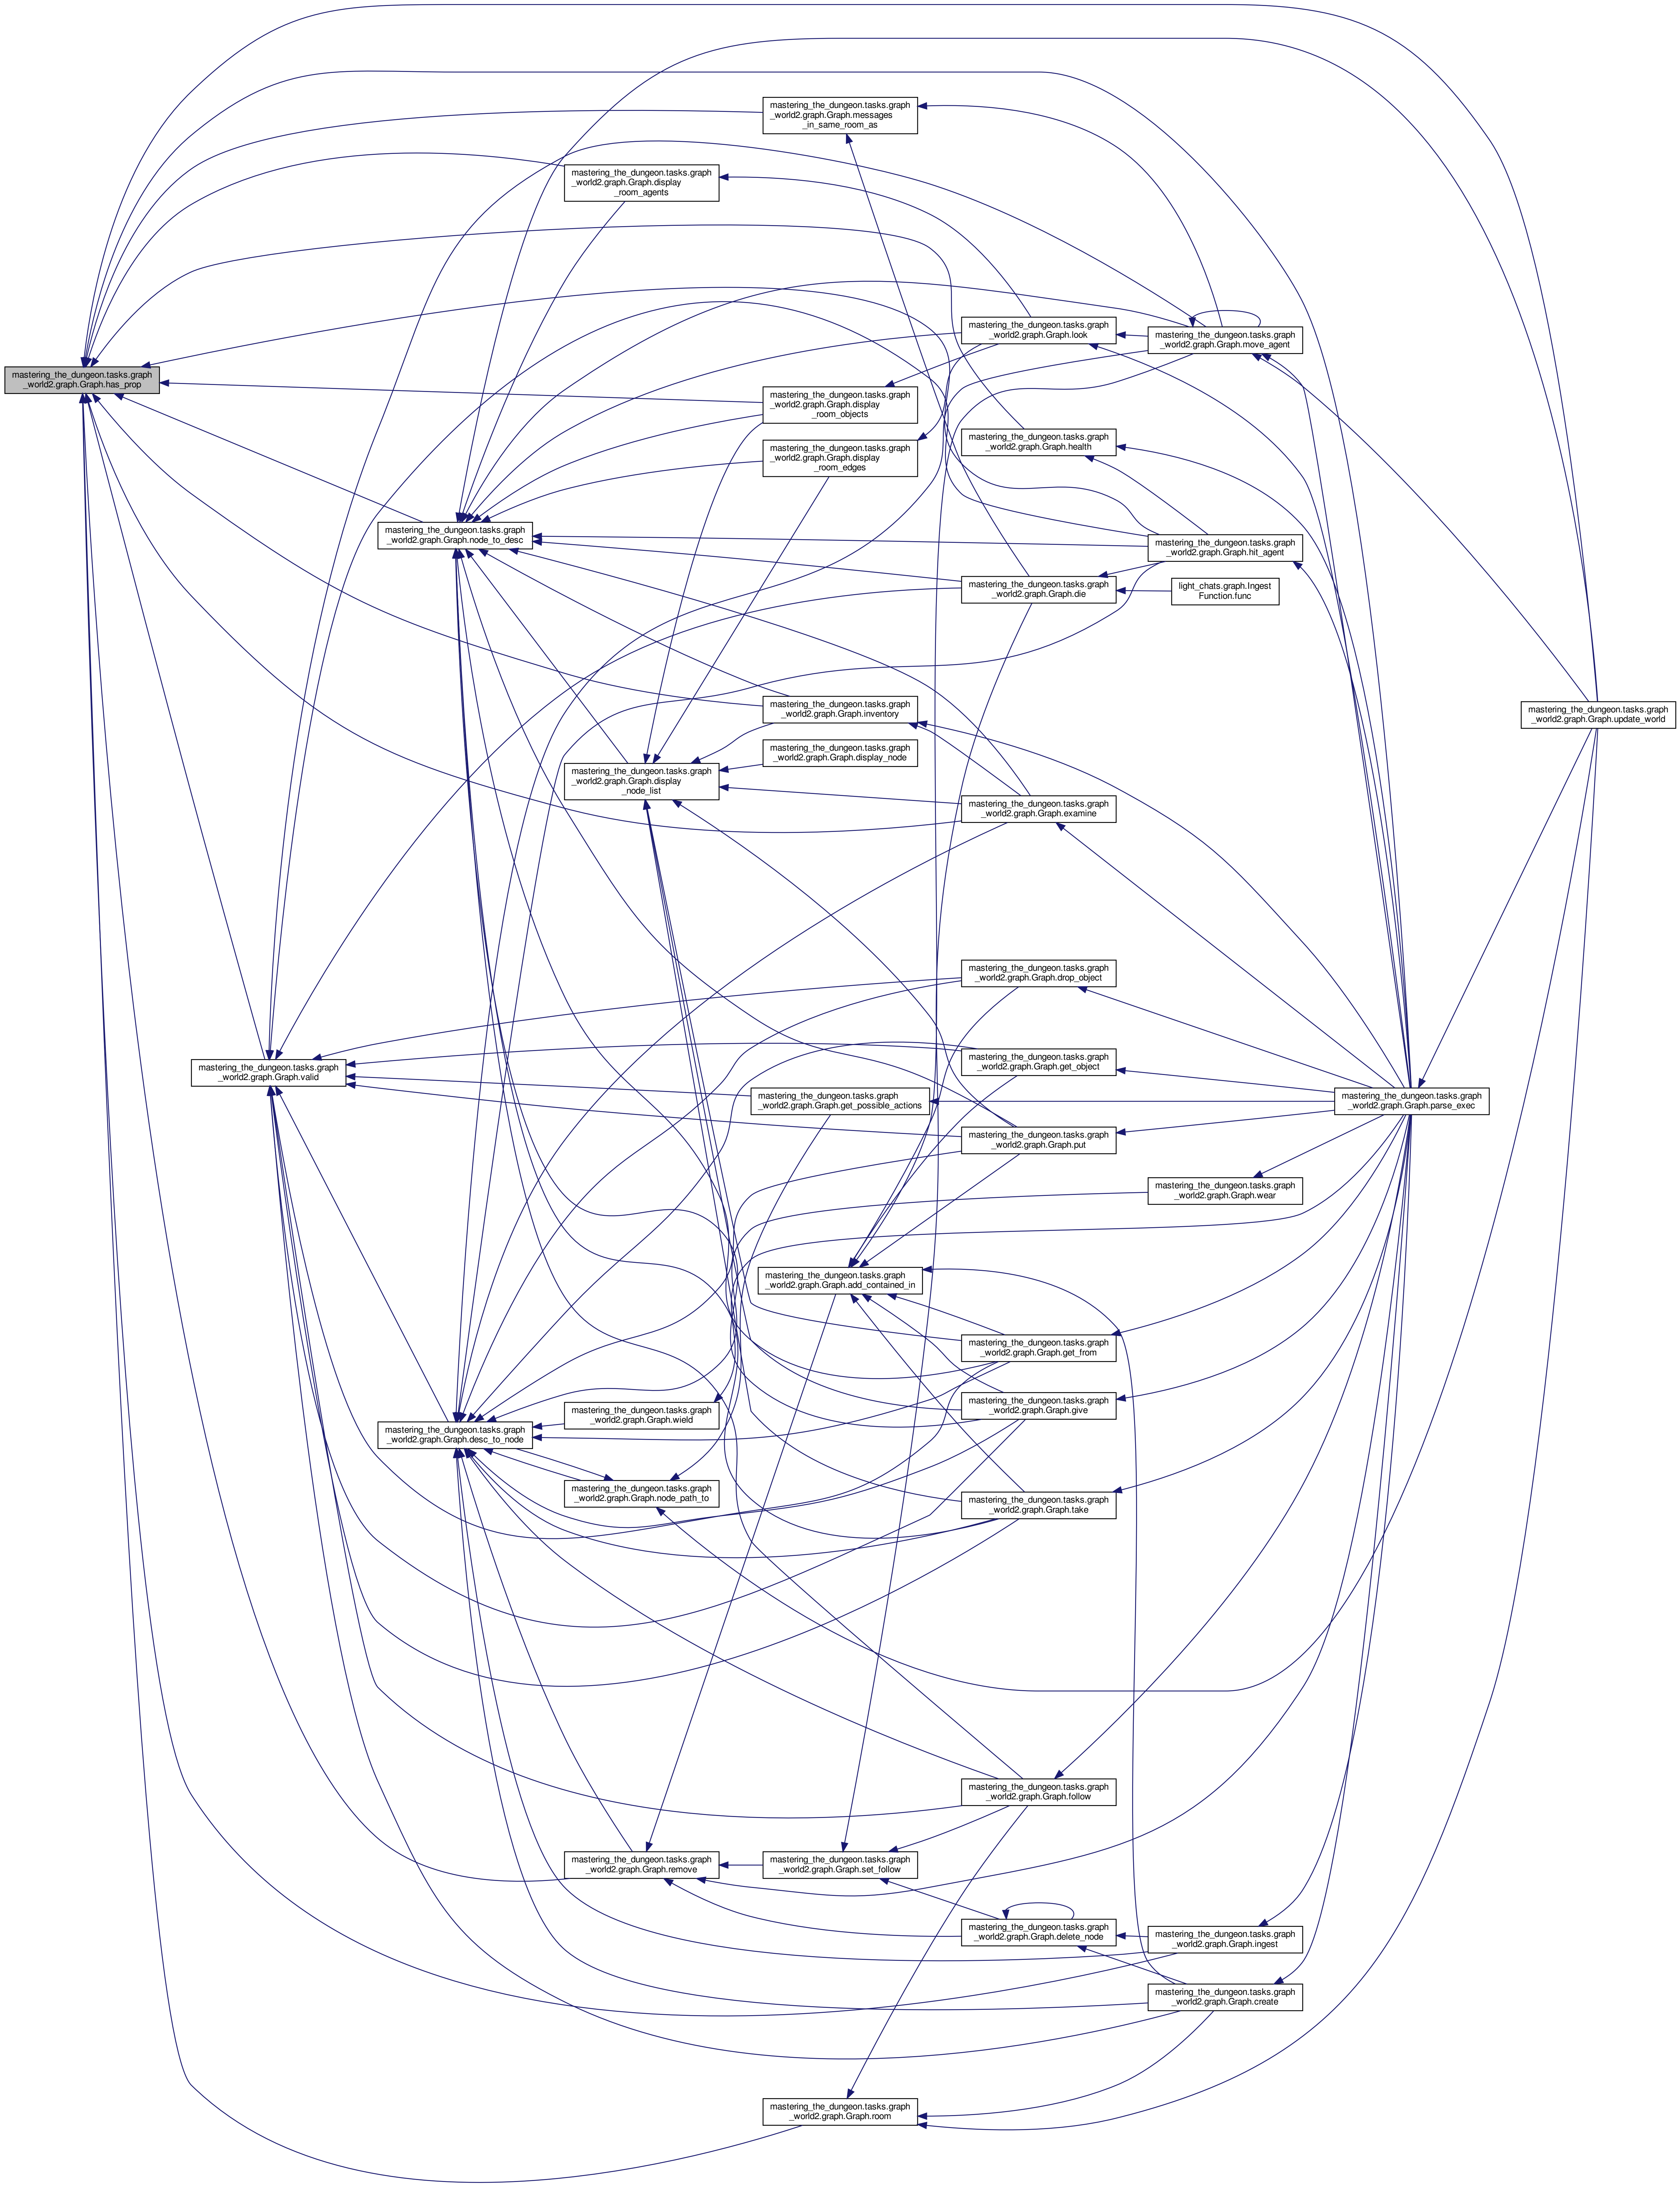 mastering_the_dungeon.tasks.graph
_world2.graph.Graph.messages
_in_same_room_as
mastering_the_dungeon.tasks.graph
_world2.graph.Graph.display
_room_agents
mastering_the_dungeon.tasks.graph
_world2.graph.Graph.look
mastering_the_dungeon.tasks.graph
_world2.graph.Graph.move_agent
mastering_the_dungeon.tasks.graph
_world2.graph.Graph.has_prop
mastering_the_dungeon.tasks.graph
_world2.graph.Graph.display
_room_objects
mastering_the_dungeon.tasks.graph
_world2.graph.Graph.health
mastering_the_dungeon.tasks.graph
_world2.graph.Graph.display
_room_edges
mastering_the_dungeon.tasks.graph
_world2.graph.Graph.node_to_desc
mastering_the_dungeon.tasks.graph
_world2.graph.Graph.hit_agent
mastering_the_dungeon.tasks.graph
_world2.graph.Graph.die
light_chats.graph.Ingest
Function.func
mastering_the_dungeon.tasks.graph
_world2.graph.Graph.inventory
mastering_the_dungeon.tasks.graph
_world2.graph.Graph.update_world
mastering_the_dungeon.tasks.graph
_world2.graph.Graph.display_node
mastering_the_dungeon.tasks.graph
_world2.graph.Graph.display
_node_list
mastering_the_dungeon.tasks.graph
_world2.graph.Graph.examine
mastering_the_dungeon.tasks.graph
_world2.graph.Graph.drop_object
mastering_the_dungeon.tasks.graph
_world2.graph.Graph.get_object
mastering_the_dungeon.tasks.graph
_world2.graph.Graph.valid
mastering_the_dungeon.tasks.graph
_world2.graph.Graph.get_possible_actions
mastering_the_dungeon.tasks.graph
_world2.graph.Graph.parse_exec
mastering_the_dungeon.tasks.graph
_world2.graph.Graph.put
mastering_the_dungeon.tasks.graph
_world2.graph.Graph.wear
mastering_the_dungeon.tasks.graph
_world2.graph.Graph.add_contained_in
mastering_the_dungeon.tasks.graph
_world2.graph.Graph.get_from
mastering_the_dungeon.tasks.graph
_world2.graph.Graph.give
mastering_the_dungeon.tasks.graph
_world2.graph.Graph.wield
mastering_the_dungeon.tasks.graph
_world2.graph.Graph.desc_to_node
mastering_the_dungeon.tasks.graph
_world2.graph.Graph.node_path_to
mastering_the_dungeon.tasks.graph
_world2.graph.Graph.take
mastering_the_dungeon.tasks.graph
_world2.graph.Graph.follow
mastering_the_dungeon.tasks.graph
_world2.graph.Graph.remove
mastering_the_dungeon.tasks.graph
_world2.graph.Graph.set_follow
mastering_the_dungeon.tasks.graph
_world2.graph.Graph.delete_node
mastering_the_dungeon.tasks.graph
_world2.graph.Graph.ingest
mastering_the_dungeon.tasks.graph
_world2.graph.Graph.create
mastering_the_dungeon.tasks.graph
_world2.graph.Graph.room